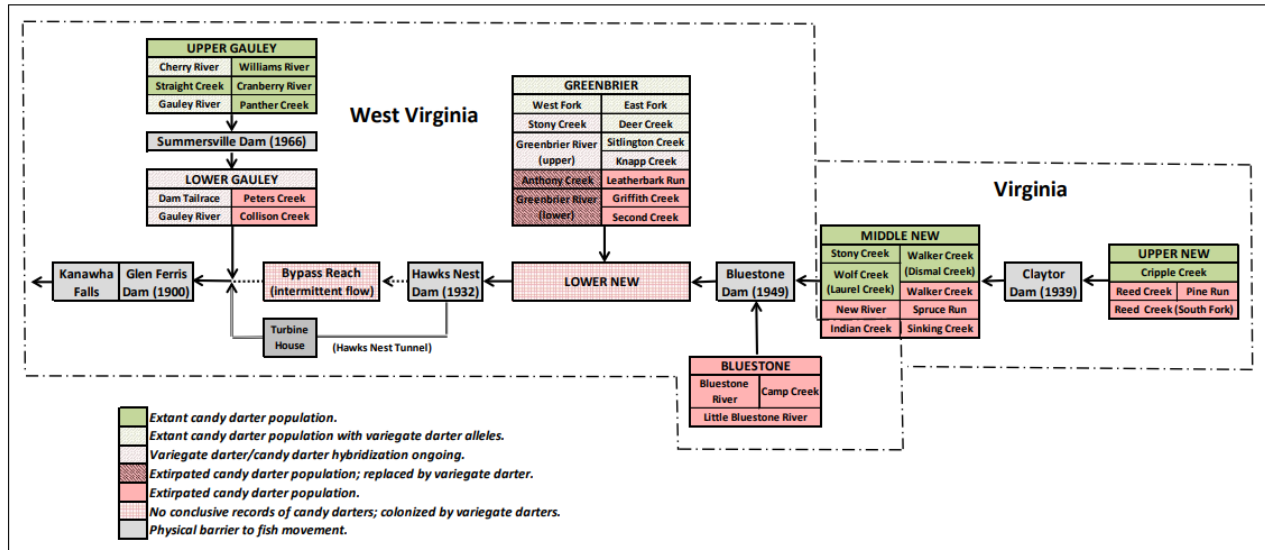 UPPER GAULEY
Cherry River
Williams River
Straight Creek
Cranberry River
Gauley River
Panther Creek
Summersville Dam (1966)
LOWER GAULEY
Dam Tailrace
Peters Creek
Gauley River
Collison Creek
West Virginia
GREENBRIER
West Fork
East Fork
Stony Creek
Deer Creek
Greenbrier River
(upper)
Sitlington Creek
Knapp Creek
Anthony Creek
Leatherbark Run
Greenbrier River
(lower)
Griffith Creek
Second Creek
Virginia
Kanawha
Falls
Glen Ferris
Dam (1900)
Bypass Reach
(intermittent flow)
Hawks Nest
Dam (1932)
LOWER NEW
Bluestone
Dam (1949)
MIDDLE NEW
Stony Creek
Walker Creek
(Dismal Creek)
Wolf Creek
(Laurel Creek)
Walker Creek
New River
Spruce Run
Indian Creek
Sinking Creek
Claytor
Dam (1939)
UPPER NEW
Cripple Creek
Reed Creek
Pine Run
Reed Creek (South Fork)
Turbine
House
(Hawks Nest Tunnel)
BLUESTONE
Bluestone
River
Camp Creek
Little Bluestone River
Extant candy darter population.
Extant candy darter population with variegate darter alleles.
Variegate darter/candy darter hybridization ongoing.
Extirpated candy darter population; replaced by variegate darter.
Extirpated candy darter population.
No conclusive records of candy darters; colonized by variegate darters.
Physical barrier to fish movement.